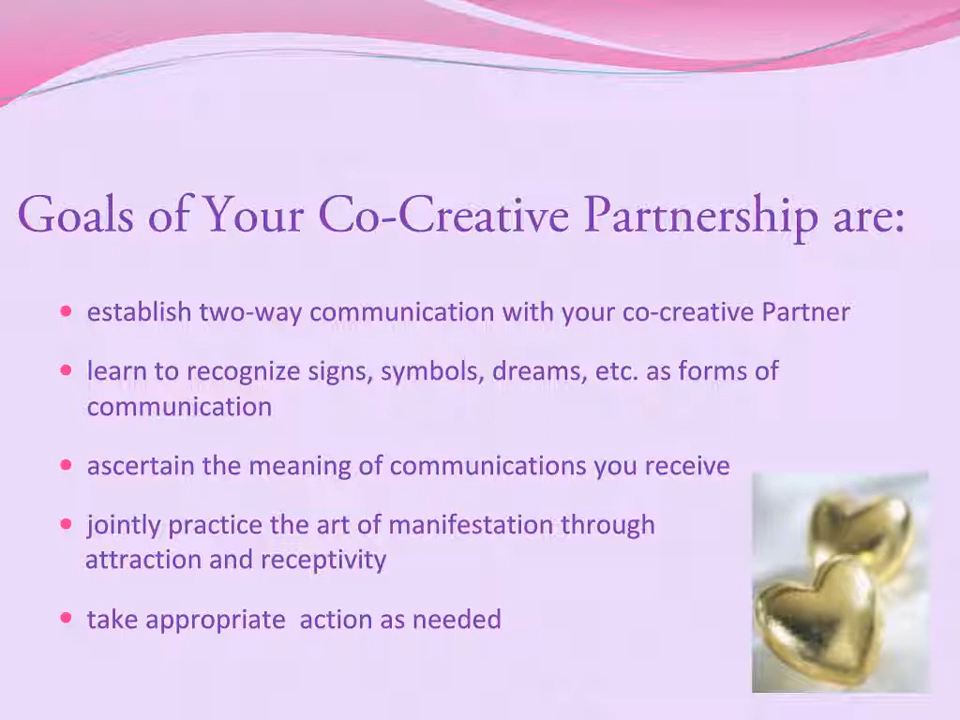 Goals of Your Co-Creative Partnership are:
• establish two-way communication with your co-creative Partner
• learn to recognize signs, symbols, dreams, etc. as forms of
communication
• ascertain the meaning of communications you receive
• jointly practice the art of manifestation through
attraction and receptivity
• take appropriate  action as needed